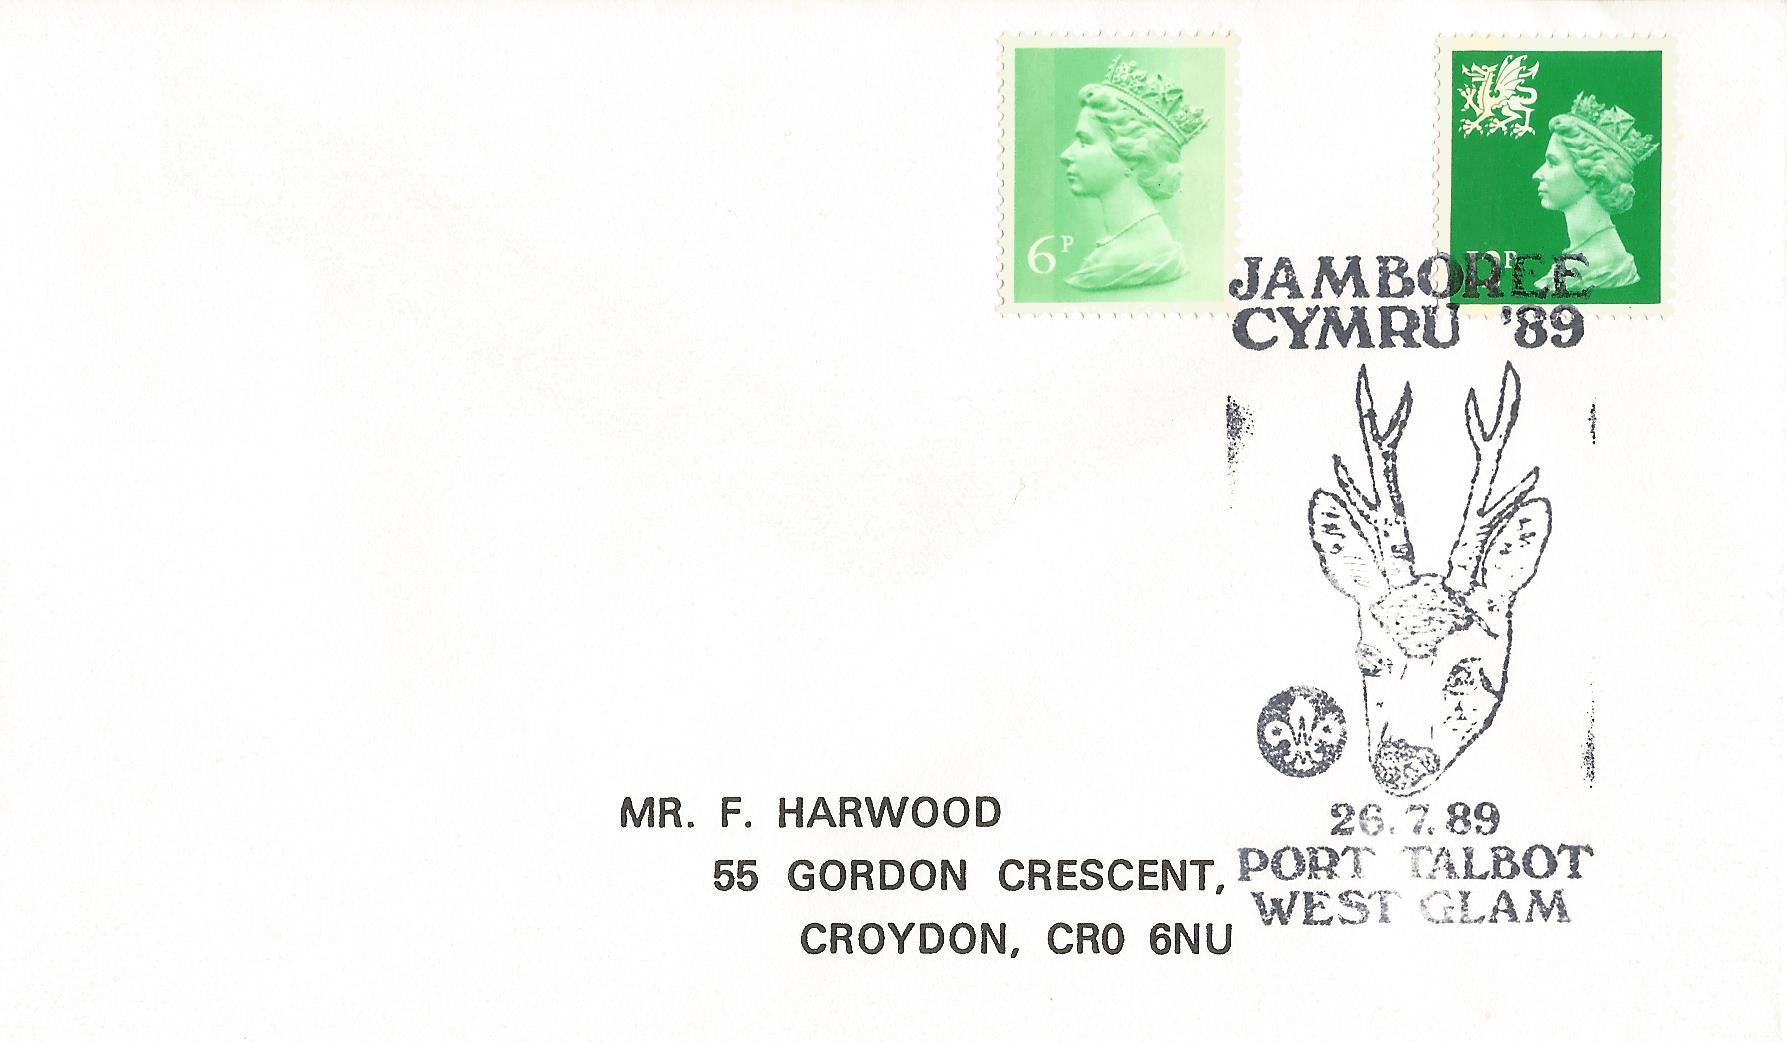 6P
JAMBOREE
CYMRU '89
26.7.89
PORT TALBOT
WEST GLAM
MR. F. HARWOOD
55 GORDON CRESCENT,
CROYDON, CR0 6NU